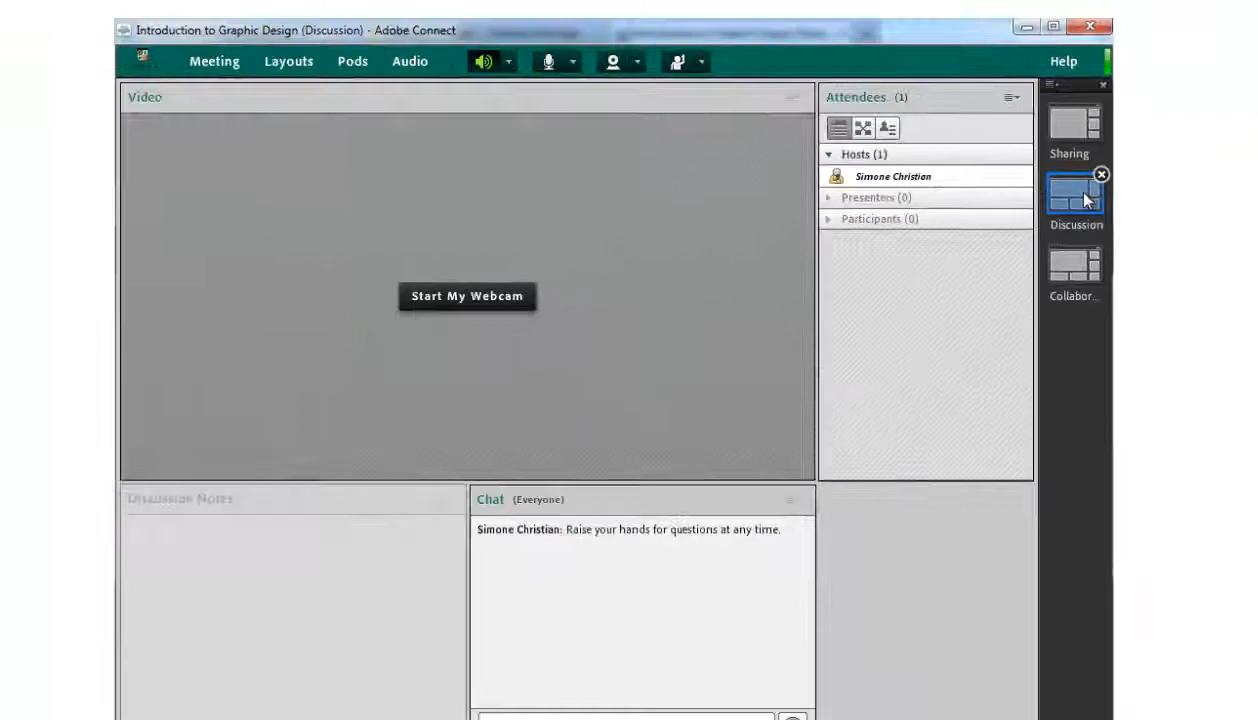 Introduction to Graphic Design (Discussion) - Adobe Connect
Meeting Layouts Pods Audio Help
Video
Attendees (1)
Sharing
Hosts (1)
Simone Christian
Presenters (0)
Participants (0)
Discussion
Collabor...
Start My Webcam
Discussion Notes
Chat (Everyone)
Simone Christian: Raise your hands for questions at any time.